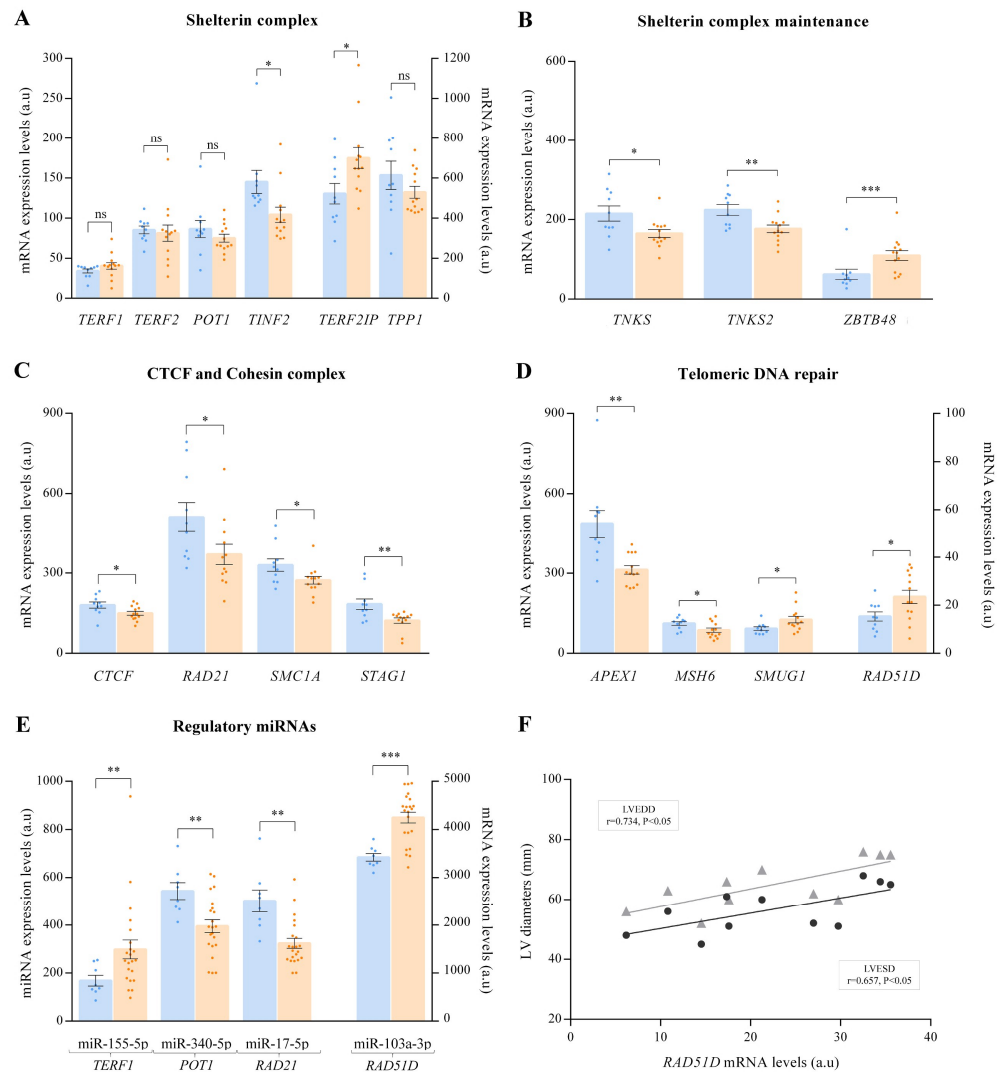 A
Shelterin complex
mRNA expression levels (a.u)
300
250
200
150
100
50
0
ns
ns
ns
*
*
ns
1200
1000
800
600
400
200
0
mRNA expression levels (a.u)
TERF1 TERF2 POT1 TINF2 TERF2IP TPP1
B
Shelterin complex maintenance
mRNA expression levels (a.u)
600
400
200
0
*
**
***
TNKS TNKS2 ZBTB48
C
CTCF and Cohesin complex
mRNA expression levels (a.u)
900
600
300
0
*
*
*
**
CTCF RAD21 SMC1A STAG1
D
Telomeric DNA repair
mRNA expression levels (a.u)
900
600
300
0
**
*
*
*
100
80
60
40
20
0
mRNA expression levels (a.u)
APEX1 MSH6 SMUG1 RAD51D
E
Regulatory miRNAs
mRNA expression levels (a.u)
1000
800
600
400
200
0
**
**
**
***
5000
4000
3000
2000
1000
0
mRNA expression levels (a.u)
miR-155-5p miR-340-5p miR-17-5p miR-103a-3p
TERF1 POT1 RAD21 RAD51D
F
LV diameters (mm)
100
80
60
40
20
LVEDD
r=0.734, P<0.05
LVESD
r=0.657, P<0.05
0 10 20 30 40
RAD51D mRNA levels (a.u)